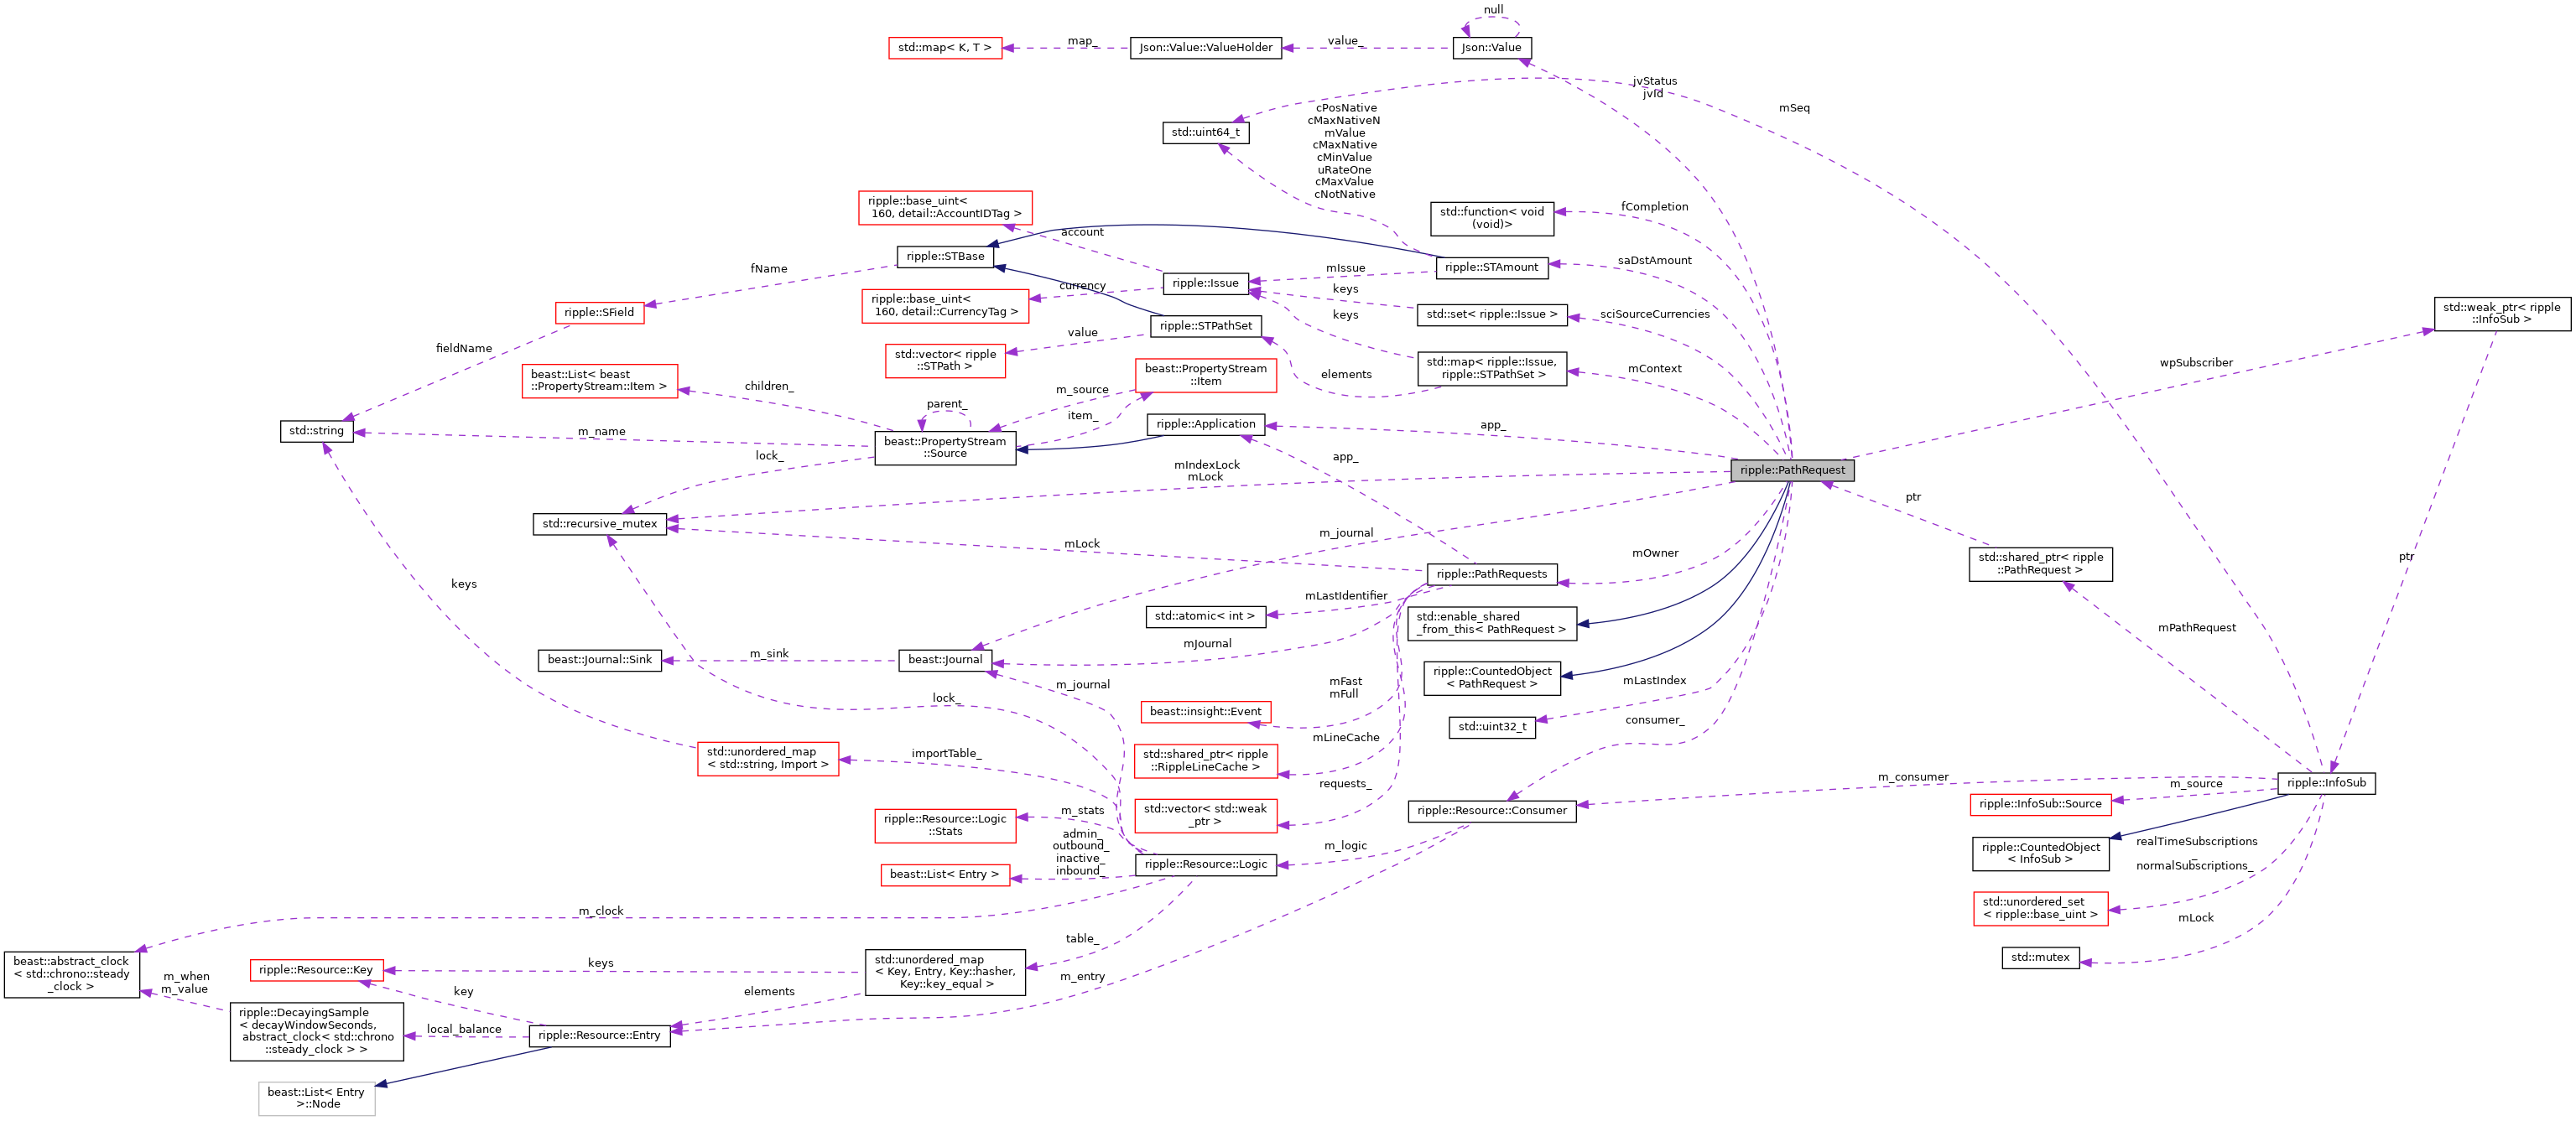 null
std::map< K, T >
map_
Json::Value::ValueHolder
value_
Json::Value
jvStatus
jvId
mSeq
cPosNative
cMaxNativeN
mValue
cMaxNative
cMinValue
uRateOne
cMaxValue
cNotNative
std::uint64_t
ripple::base_uint<
160, detail::AccountIDTag >
account
std::function< void
(void)>
fCompletion
ripple::STBase
fName
ripple::STAmount
saDstAmount
mIssue
ripple::Issue
currency
ripple::base_uint<
160, detail::CurrencyTag >
keys
std::set< ripple::Issue >
sciSourceCurrencies
ripple::SField
keys
ripple::STPathSet
value
std::vector< ripple
::STPath >
fieldName
std::weak_ptr< ripple
::InfoSub >
wpSubscriber
std::map< ripple::Issue,
ripple::STPathSet >
mContext
elements
beast::List< beast
::PropertyStream::Item >
children_
beast::PropertyStream
::Item
m_source
item_
parent_
std::string
m_name
beast::PropertyStream
::Source
lock_
ripple::Application
app_
app_
mIndexLock
mLock
ripple::PathRequest
ptr
std::recursive_mutex
mLock
m_journal
mOwner
ripple::PathRequests
std::shared_ptr< ripple
::PathRequest >
ptr
keys
std::atomic< int >
mLastIdentifier
std::enable_shared
_from_this< PathRequest >
mPathRequest
beast::Journal::Sink
m_sink
beast::Journal
mJournal
ripple::CountedObject
< PathRequest >
m_journal
lock_
mFast
mFull
mLastIndex
beast::insight::Event
std::uint32_t
consumer_
std::unordered_map
< std::string, Import >
importTable_
std::shared_ptr< ripple
::RippleLineCache >
mLineCache
requests_
m_consumer
m_source
ripple::InfoSub
ripple::InfoSub::Source
ripple::Resource::Logic
::Stats
m_stats
std::vector< std::weak
_ptr >
ripple::Resource::Consumer
admin_
outbound_
inactive_
inbound_
m_logic
ripple::Resource::Logic
beast::List< Entry >
ripple::CountedObject
< InfoSub >
realTimeSubscriptions
_
normalSubscriptions_
std::unordered_set
< ripple::base_uint >
mLock
m_clock
table_
beast::abstract_clock
< std::chrono::steady
_clock >
m_when
m_value
ripple::Resource::Key
keys
std::unordered_map
< Key, Entry, Key::hasher,
Key::key_equal >
m_entry
std::mutex
key
elements
ripple::DecayingSample
< decayWindowSeconds,
abstract_clock< std::chrono
::steady_clock > >
local_balance
ripple::Resource::Entry
beast::List< Entry
>::Node